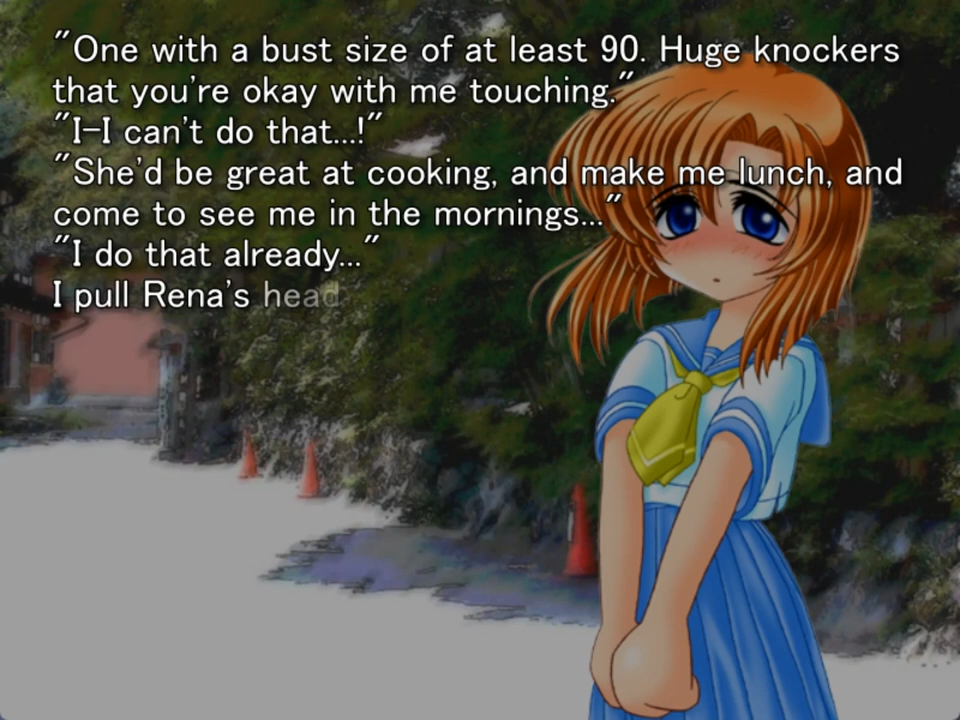 "One with a bust size of at least 90. Huge knockers
that you're okay with me touching."
"I-I can't do that...!"
"She'd be great at cooking, and make me lunch, and
come to see me in the mornings..."
"I do that already..."
I pull Rena's head